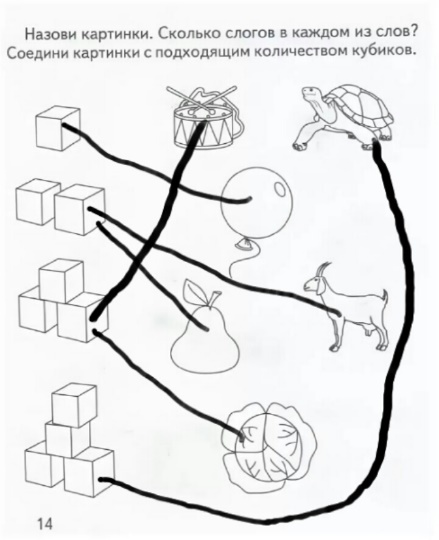 Назови картинки. Сколько слогов в каждом из слов?
Соедини картинки с подходящим количеством кубиков.
14